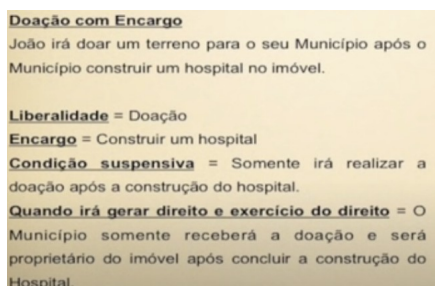 Doação com Encargo
João irá doar um terreno para o seu Município após o
Município construir um hospital no imóvel.
Liberalidade = Doação
Encargo = Construir um hospital
Condição suspensiva = Somente irá realizar a
doação após a construção do hospital.
Quando irá gerar direito e exercício do direito = O
Município somente receberá a doação e será
proprietário do imóvel após concluir a construção do
Hospital.